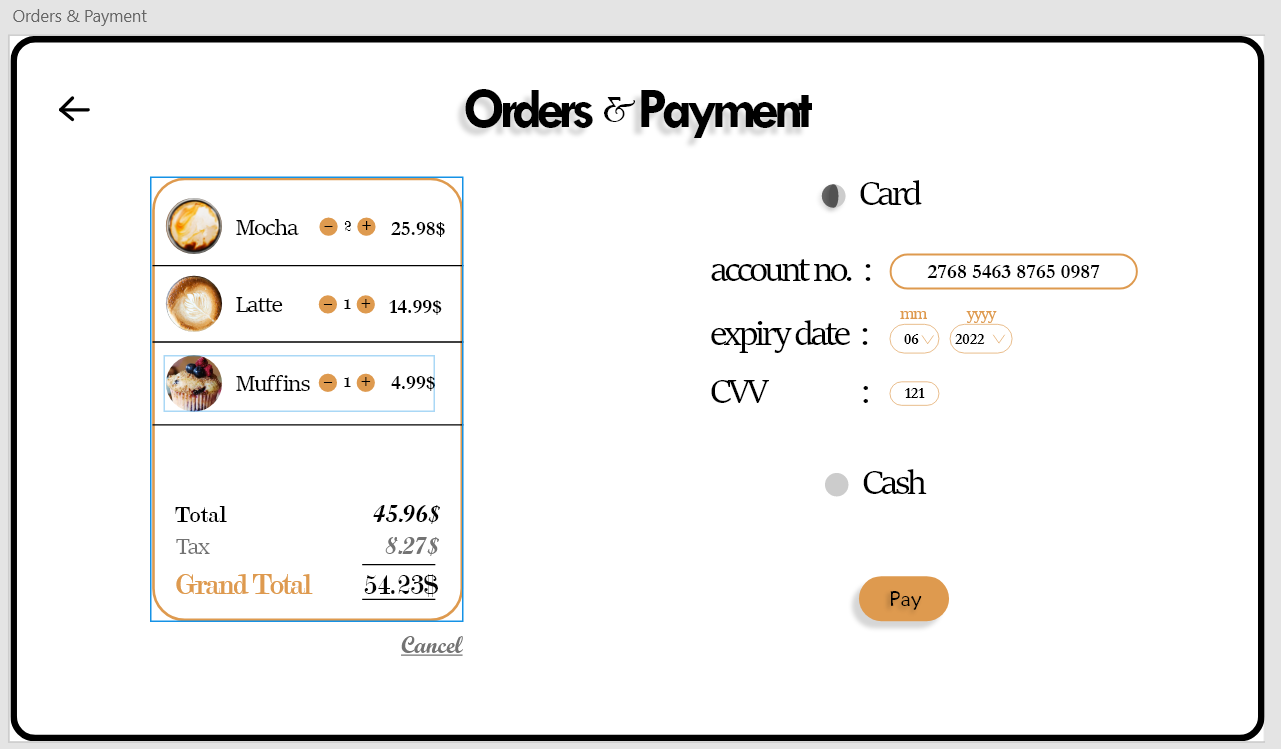 Orders & Payment
Orders & Payment
Mocha − 2 + 25.98$
Latte − 1 + 14.99$
Muffins − 1 + 4.99$
Total 45.96$
Tax 8.27$
Grand Total 54.23$
Cancel
Card
account no. : 2768 5463 8765 0987
mm yyyy
expiry date : 06 2022
CVV : 121
Cash
Pay